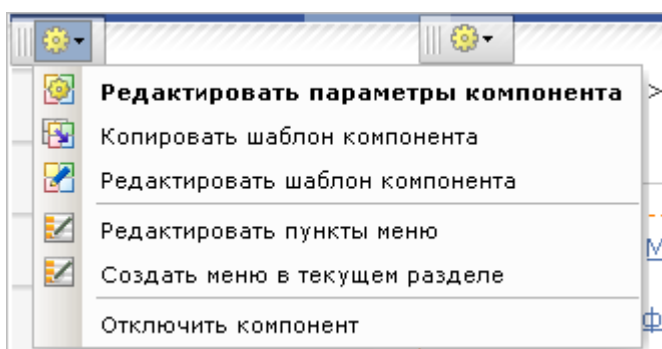 Редактировать параметры компонента
Копировать шаблон компонента
Редактировать шаблон компонента
Редактировать пункты меню
Создать меню в текущем разделе
Отключить компонент